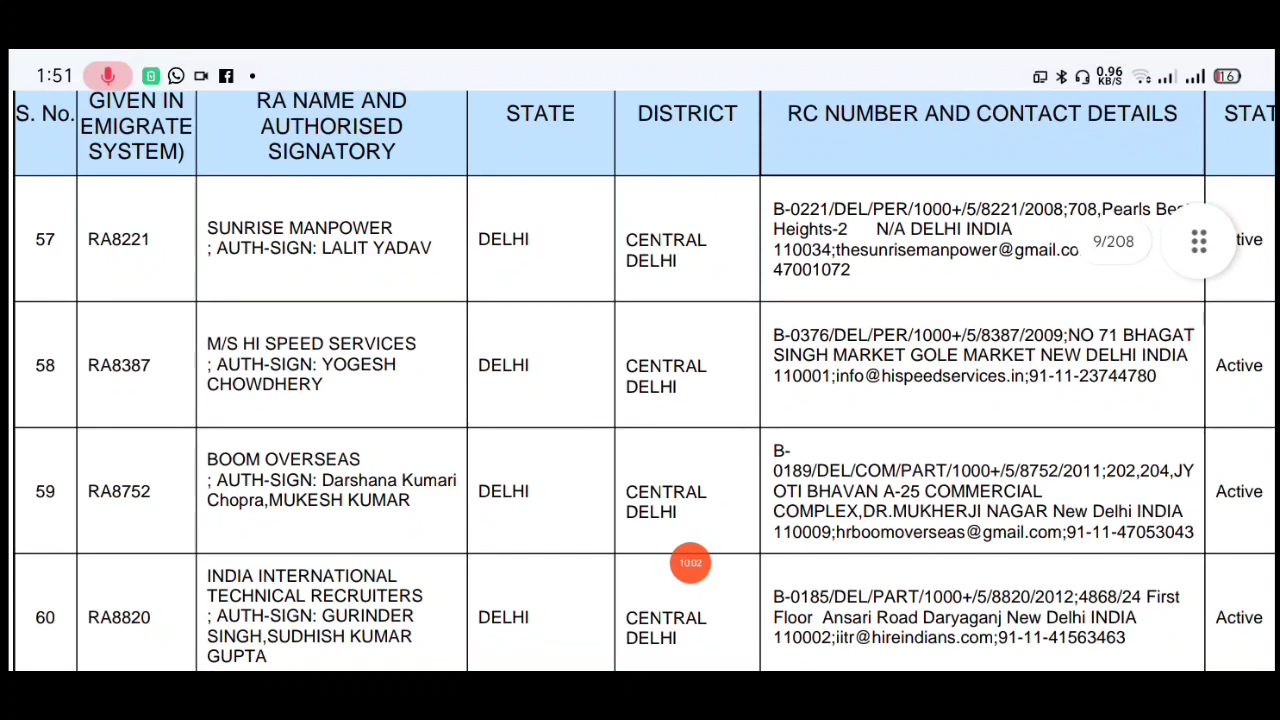 1:51
0.96
KB/S
16
S. No.
GIVEN IN
EMIGRATE
SYSTEM)
RA NAME AND
AUTHORISED
SIGNATORY
STATE
DISTRICT
RC NUMBER AND CONTACT DETAILS
STAT
57
RA8221
SUNRISE MANPOWER
; AUTH-SIGN: LALIT YADAV
DELHI
CENTRAL
DELHI
B-0221/DEL/PER/1000+/5/8221/2008;708,Pearls
Heights-2 N/A DELHI INDIA
110034;thesunrisemanpower@gmail.co
47001072
9/208
tive
58
RA8387
M/S HI SPEED SERVICES
; AUTH-SIGN: YOGESH
CHOWDHERY
DELHI
CENTRAL
DELHI
B-0376/DEL/PER/1000+/5/8387/2009;NO 71 BHAGAT
SINGH MARKET GOLE MARKET NEW DELHI INDIA
110001;info@hispeedservices.in;91-11-23744780
Active
59
RA8752
BOOM OVERSEAS
; AUTH-SIGN: Darshana Kumari
Chopra,MUKESH KUMAR
DELHI
CENTRAL
DELHI
B-
0189/DEL/COM/PART/1000+/5/8752/2011;202,204,JY
OTI BHAVAN A-25 COMMERCIAL
COMPLEX,DR.MUKHERJI NAGAR New Delhi INDIA
110009;hrboomoverseas@gmail.com;91-11-47053043
Active
10:02
60
RA8820
INDIA INTERNATIONAL
TECHNICAL RECRUITERS
; AUTH-SIGN: GURINDER
SINGH,SUDHISH KUMAR
GUPTA
DELHI
CENTRAL
DELHI
B-0185/DEL/PART/1000+/5/8820/2012;4868/24 First
Floor Ansari Road Daryaganj New Delhi INDIA
110002;iitr@hireindians.com;91-11-41563463
Active